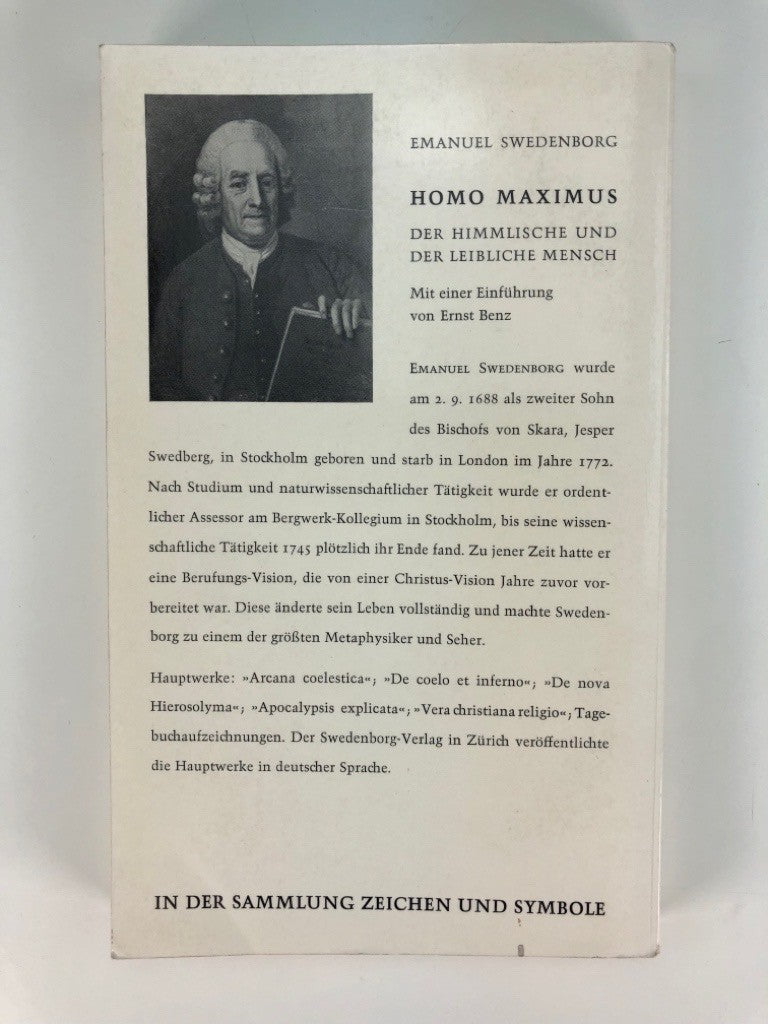 EMANUEL SWEDENBORG
HOMO MAXIMUS
DER HIMMLISCHE UND
DER LEIBLICHE MENSCH
Mit einer Einführung
von Ernst Benz
EMANUEL SWEDENBORG wurde
am 2. 9. 1688 als zweiter Sohn
des Bischofs von Skara, Jesper
Swedberg, in Stockholm geboren und starb in London im Jahre 1772.
Nach Studium und naturwissenschaftlicher Tätigkeit wurde er ordent-
licher Assessor am Bergwerk-Kollegium in Stockholm, bis seine wissen-
schaftliche Tätigkeit 1745 plötzlich ihr Ende fand. Zu jener Zeit hatte er
eine Berufungs-Vision, die von einer Christus-Vision Jahre zuvor vor-
bereitet war. Diese änderte sein Leben vollständig und machte Sweden-
borg zu einem der größten Metaphysiker und Seher.
Hauptwerke: »Arcana coelestica«; »De coelo et inferno«; »De nova
Hierosolyma«; »Apocalypsis explicata«; »Vera christiana religio«; Tage-
buchaufzeichnungen. Der Swedenborg-Verlag in Zürich veröffentlichte
die Hauptwerke in deutscher Sprache.
IN DER SAMMLUNG ZEICHEN UND SYMBOLE